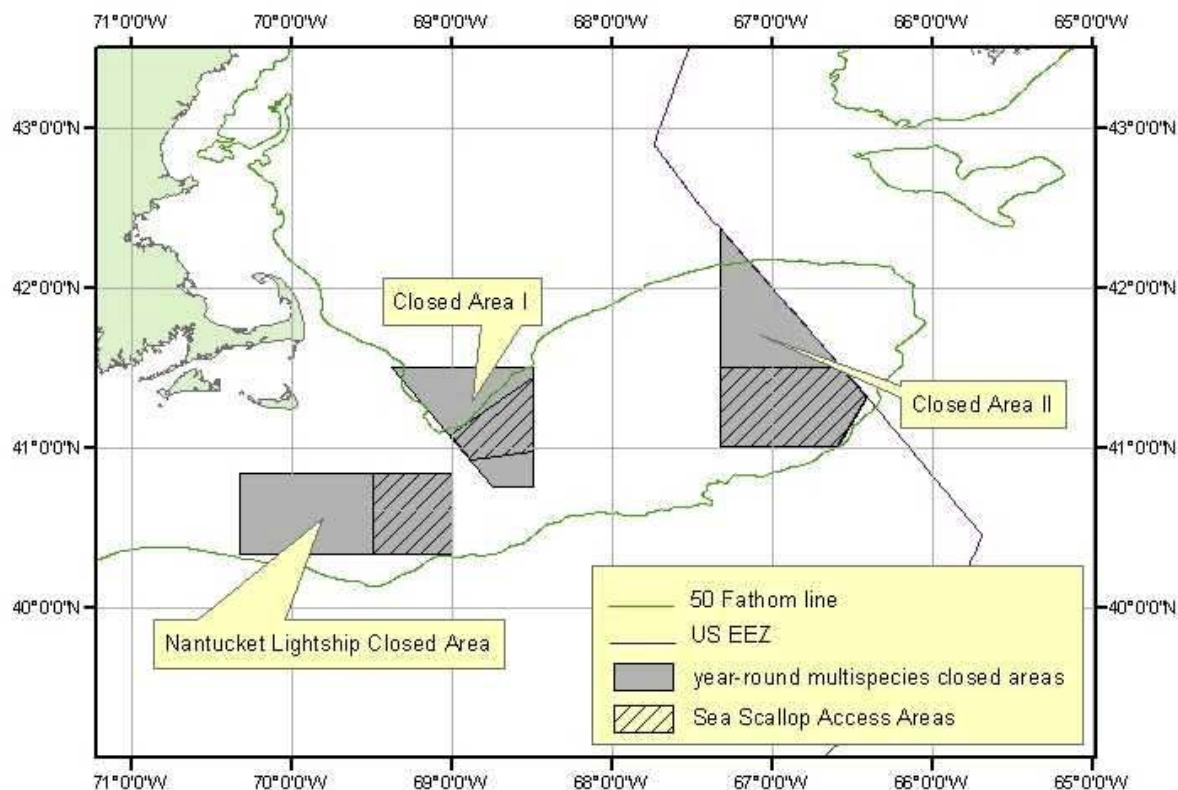 71°0'0"W 70°0'0"W 69°0'0"W 68°0'0"W 67°0'0"W 66°0'0"W 65°0'0"W
43°0'0"N 43°0'0"N
42°0'0"N 42°0'0"N
Closed Area I
Closed Area II
41°0'0"N 41°0'0"N
40°0'0"N 40°0'0"N
Nantucket Lightship Closed Area
50 Fathom line
US EEZ
year-round multispecies closed areas
Sea Scallop Access Areas
71°0'0"W 70°0'0"W 69°0'0"W 68°0'0"W 67°0'0"W 66°0'0"W 65°0'0"W